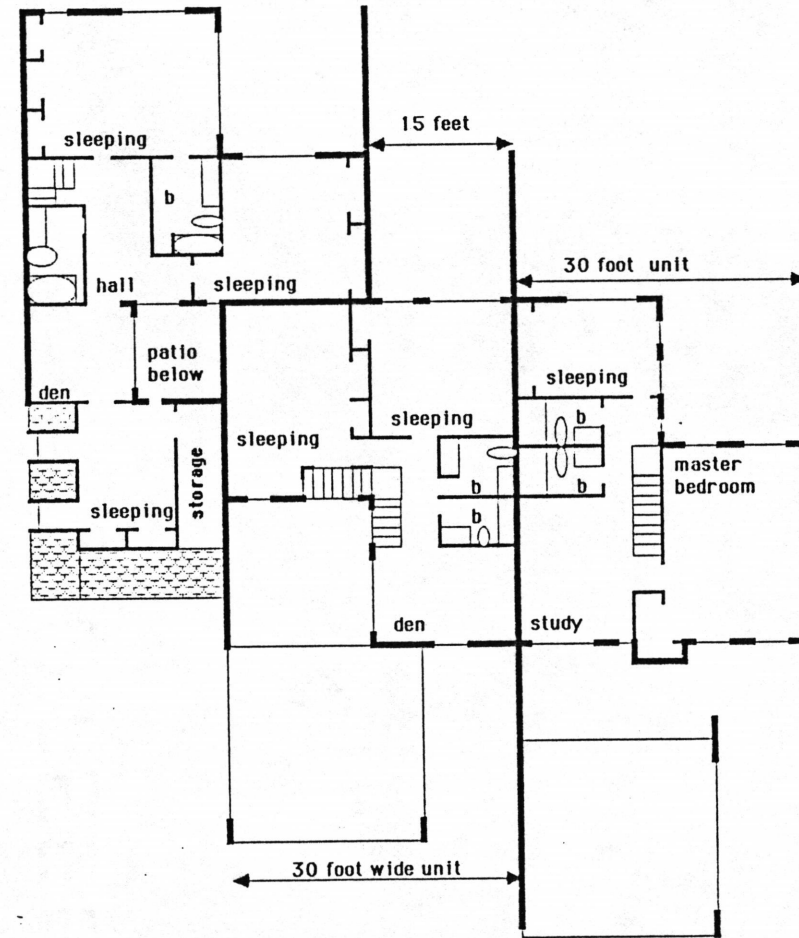 15 feet
sleeping
b
30 foot unit
hall
sleeping
patio
below
sleeping
den
sleeping
b
sleeping
storage
master
bedroom
sleeping
b
b
b
den
study
30 foot wide unit